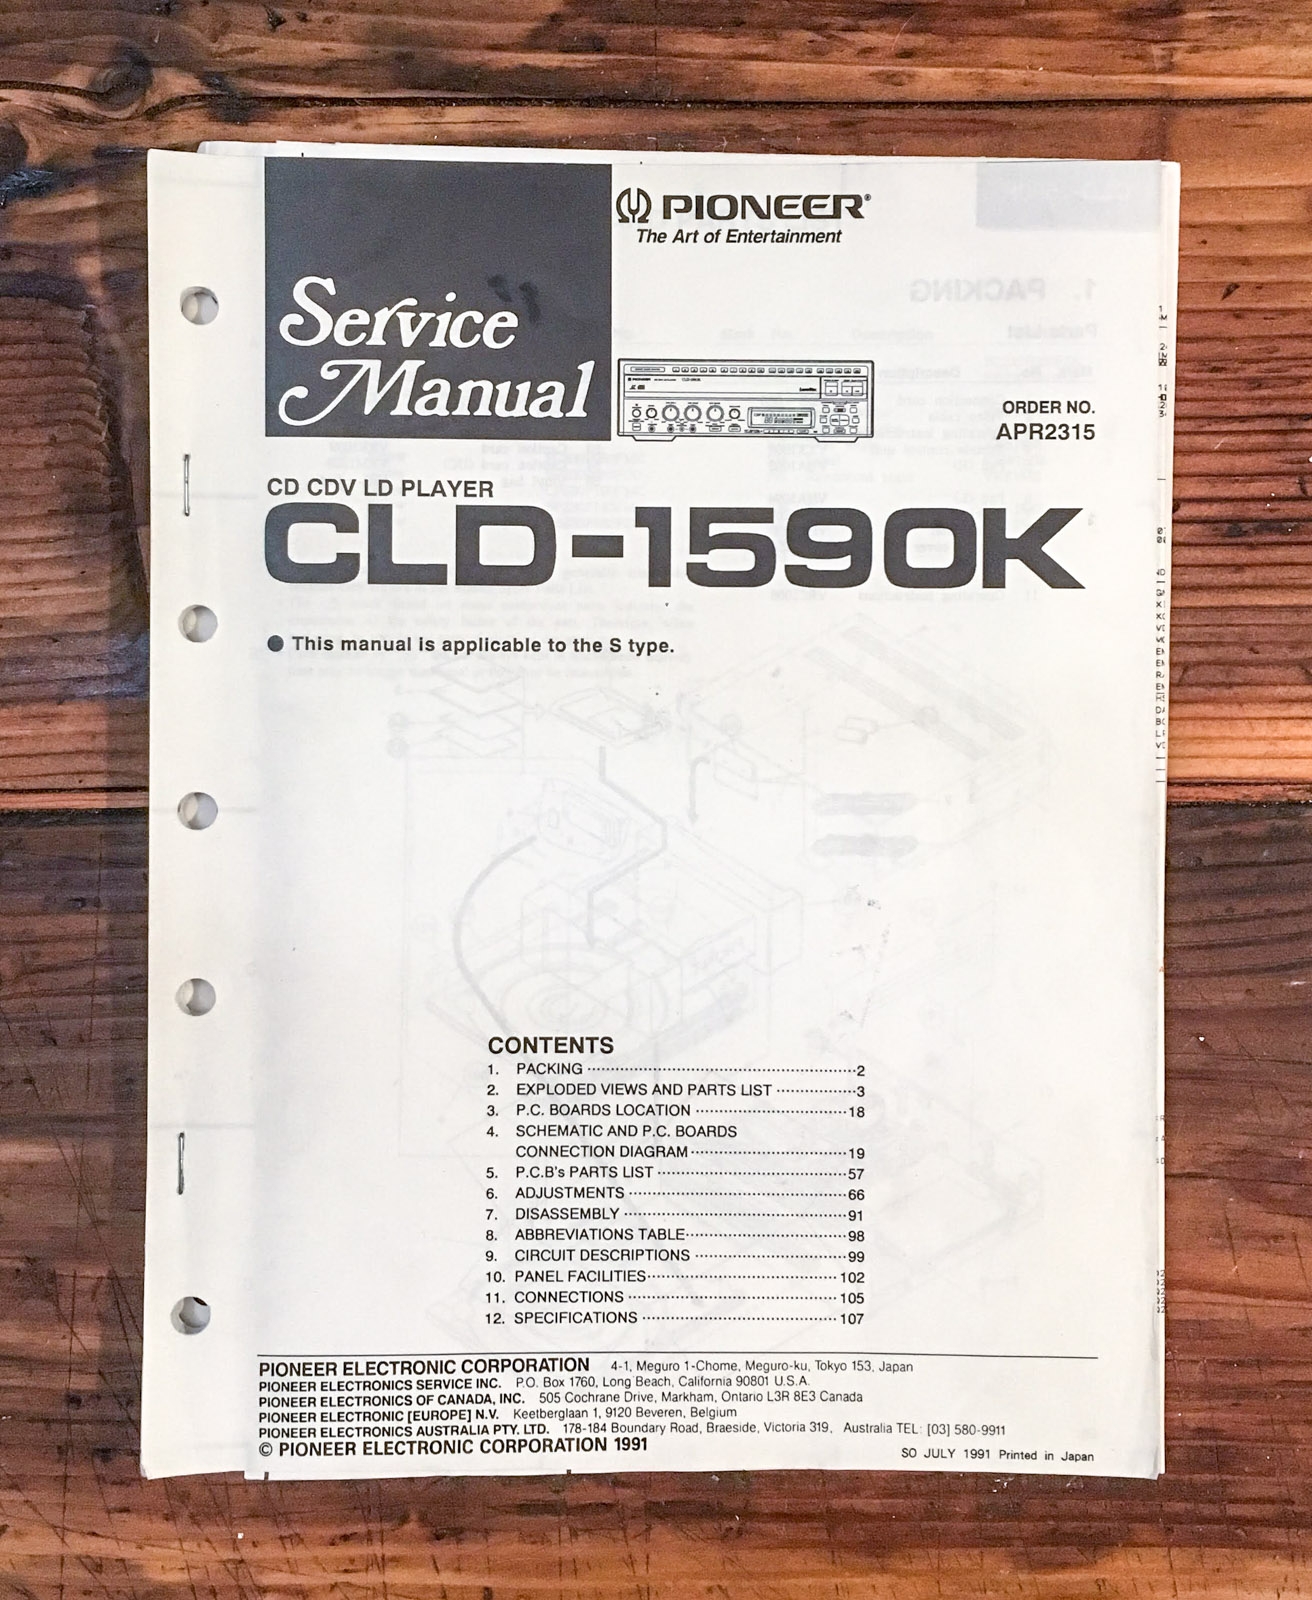 Service
Manual
PIONEER®
The Art of Entertainment
ORDER NO.
APR2315
CD CDV LD PLAYER
CLD-1590K
● This manual is applicable to the S type.
1. PACKING
CONTENTS
1. PACKING ·············· 2
2. EXPLODED VIEWS AND PARTS LIST ·············· 3
3. P.C. BOARDS LOCATION ·············· 18
4. SCHEMATIC AND P.C. BOARDS
CONNECTION DIAGRAM ·············· 19
5. P.C.B's PARTS LIST ·············· 57
6. ADJUSTMENTS ·············· 66
7. DISASSEMBLY ·············· 91
8. ABBREVIATIONS TABLE ·············· 98
9. CIRCUIT DESCRIPTIONS ·············· 99
10. PANEL FACILITIES ·············· 102
11. CONNECTIONS ·············· 105
12. SPECIFICATIONS ·············· 107
PIONEER ELECTRONIC CORPORATION 4-1, Meguro 1-Chome, Meguro-ku, Tokyo 153, Japan
PIONEER ELECTRONICS SERVICE INC. P.O. Box 1760, Long Beach, California 90801 U.S.A.
PIONEER ELECTRONICS OF CANADA, INC. 505 Cochrane Drive, Markham, Ontario L3R 8E3 Canada
PIONEER ELECTRONIC [EUROPE] N.V. Keetberglaan 1, 9120 Beveren, Belgium
PIONEER ELECTRONICS AUSTRALIA PTY. LTD. 178-184 Boundary Road, Braeside, Victoria 319, Australia TEL: [03] 580-9911
© PIONEER ELECTRONIC CORPORATION 1991
SO JULY 1991 Printed in Japan